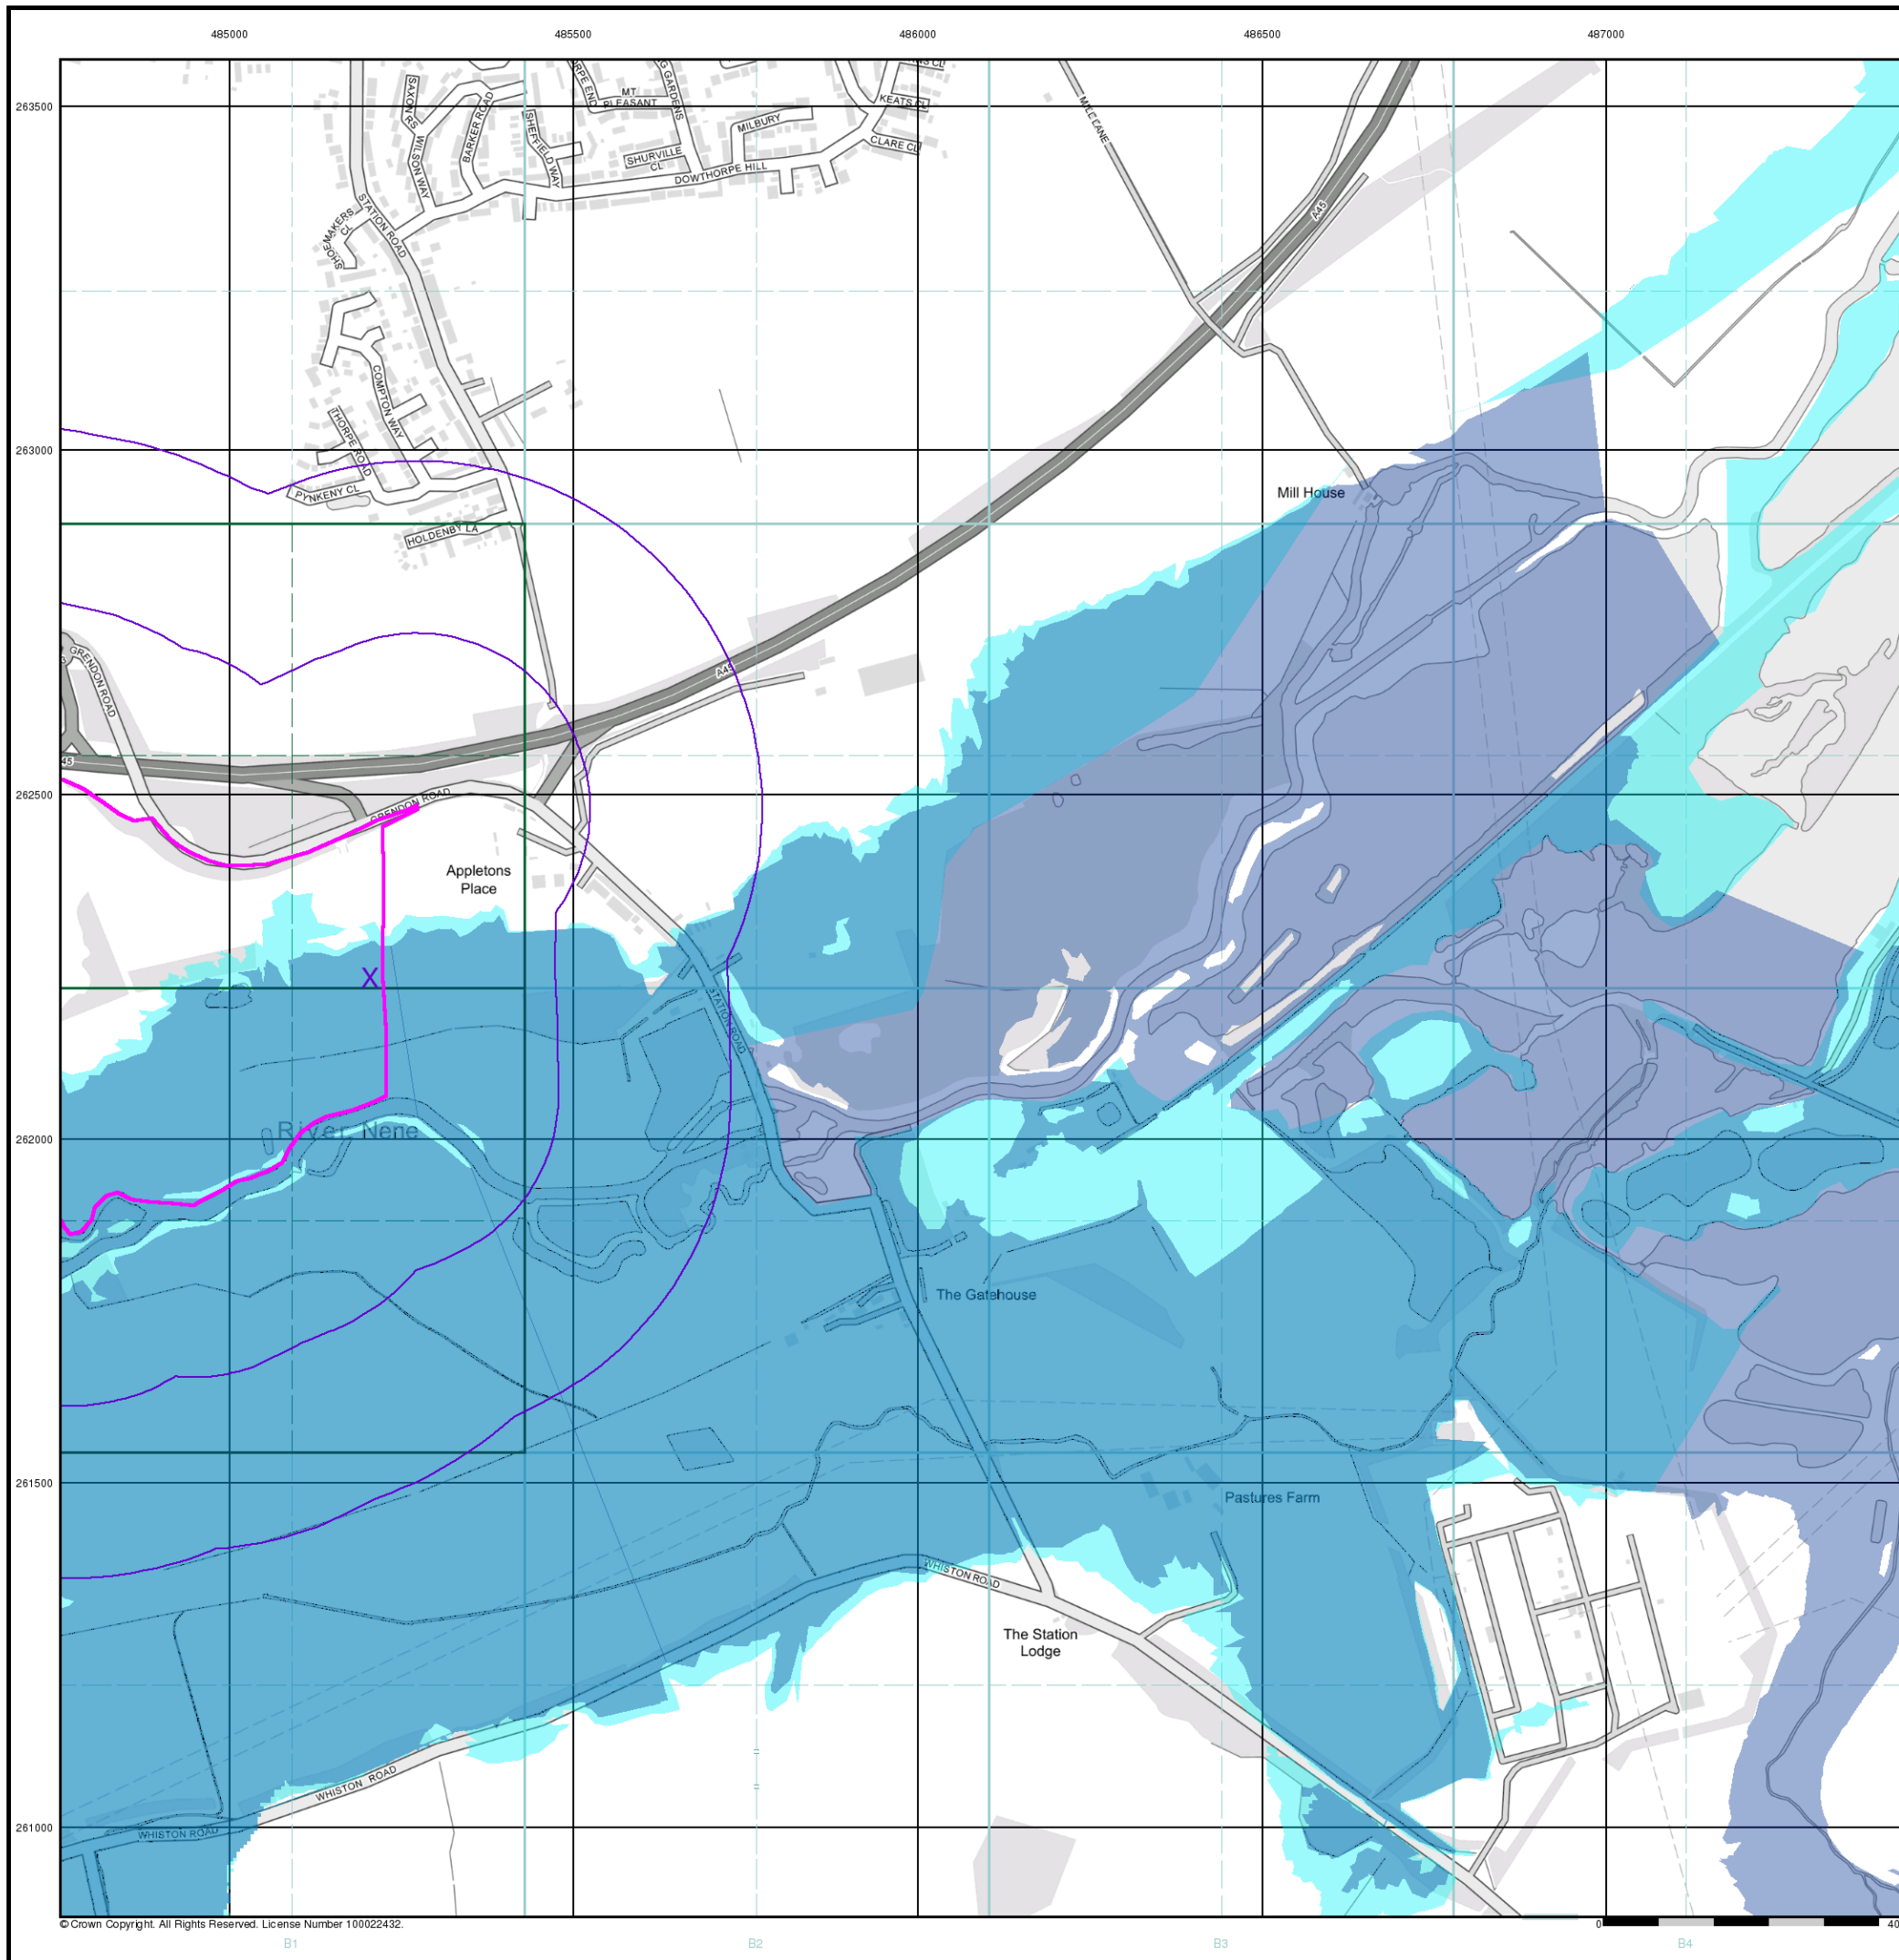 485000 485500 486000 486500 487000
263500
263000
262500
262000
261500
261000
SAXON RS
WILSON WAY
BARKER ROAD
SHEFFIELD WAY
MT
PLEASANT
GARDENS
MILBURY
SHURVILLE
CL
DOWTHORPE HILL
KEATS CL
CLARE CL
MILL LANE
A45
STATION ROAD
SHOEMAKERS
CL
COMPTON WAY
THORPE ROAD
PYNKENY CL
HOLDENBY LA
Mill House
GRENDON ROAD
A45
45
GRENDON ROAD
Appletons
Place
X
STATION ROAD
River Nene
The Gatehouse
Pastures Farm
WHISTON ROAD
The Station
Lodge
WHISTON ROAD
WHISTON ROAD
© Crown Copyright. All Rights Reserved. License Number 100022432.
0 40
B1 B2 B3 B4